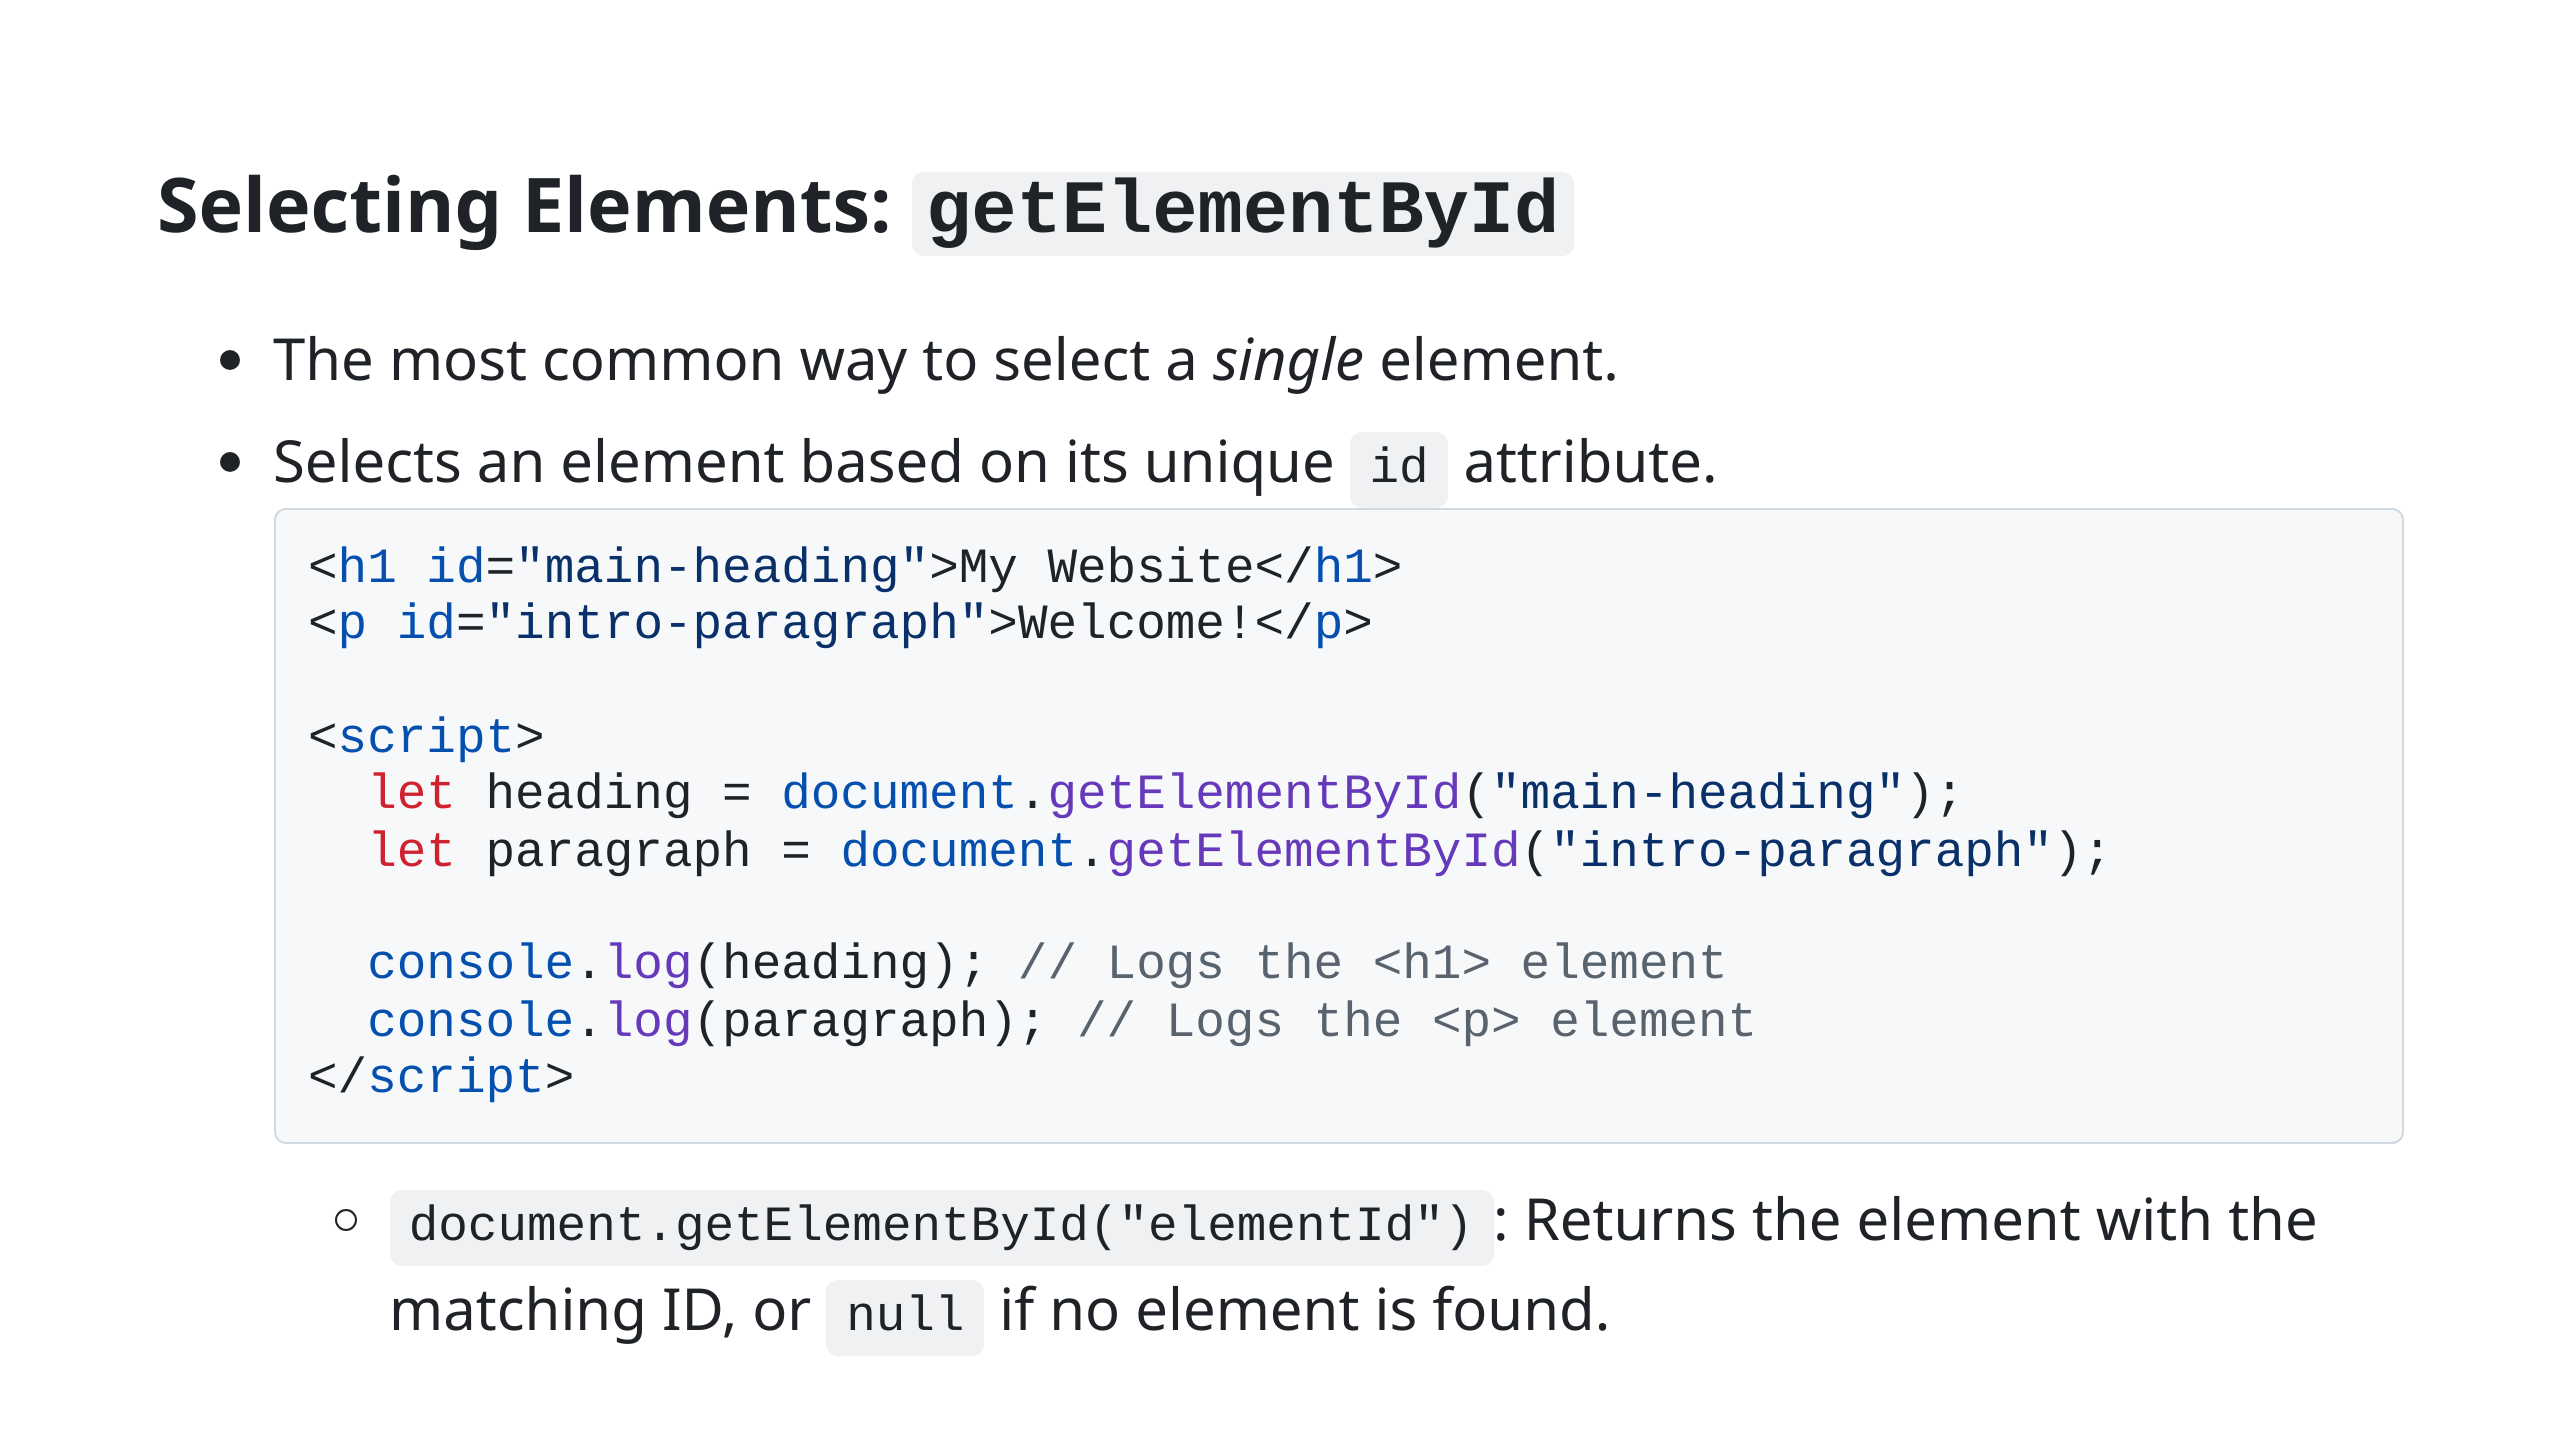 Selecting Elements: getElementById
• The most common way to select a single element.
• Selects an element based on its unique id attribute.
<h1 id="main-heading">My Website</h1>
<p id="intro-paragraph">Welcome!</p>

<script>
  let heading = document.getElementById("main-heading");
  let paragraph = document.getElementById("intro-paragraph");

  console.log(heading); // Logs the <h1> element
  console.log(paragraph); // Logs the <p> element
</script>
○ document.getElementById("elementId"): Returns the element with the
matching ID, or null if no element is found.